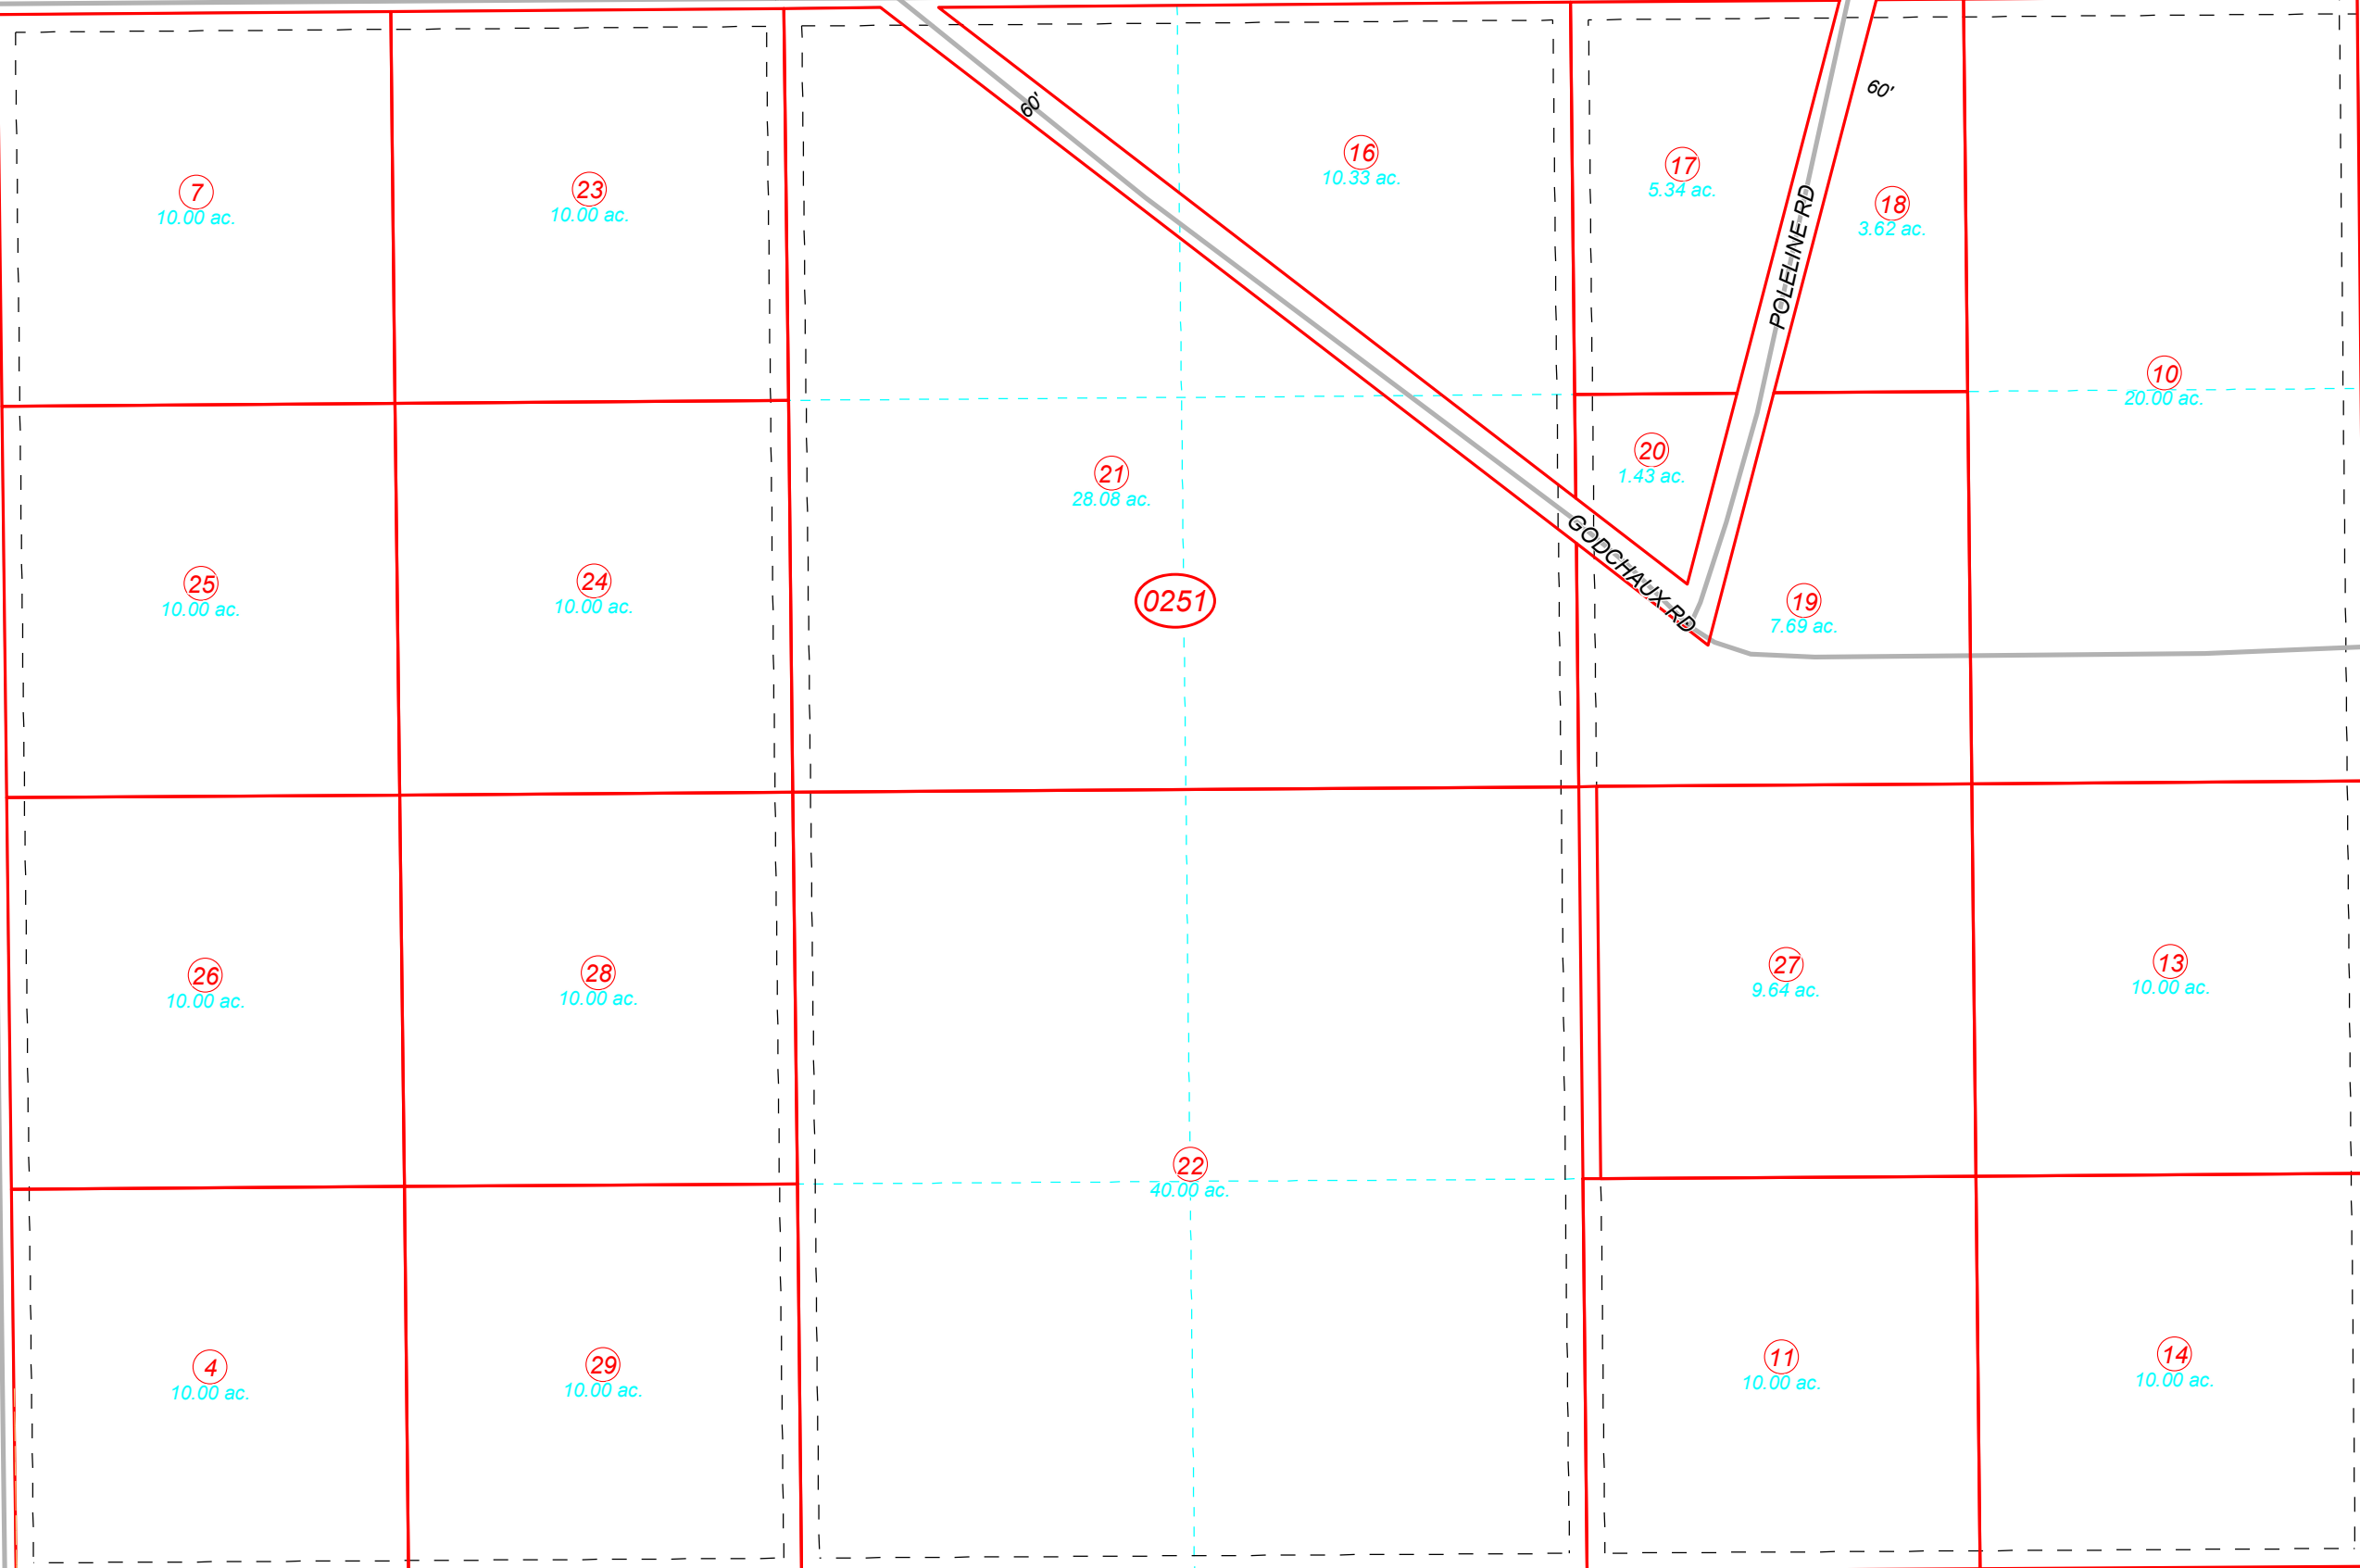 60'
60'
16
10.33 ac.
17
5.34 ac.
7
10.00 ac.
23
10.00 ac.
18
3.62 ac.
POLELINE RD
10
20.00 ac.
20
1.43 ac.
21
28.08 ac.
GODCHAUX RD
25
10.00 ac.
24
10.00 ac.
0251
19
7.69 ac.
26
10.00 ac.
28
10.00 ac.
27
9.64 ac.
13
10.00 ac.
22
40.00 ac.
4
10.00 ac.
29
10.00 ac.
11
10.00 ac.
14
10.00 ac.